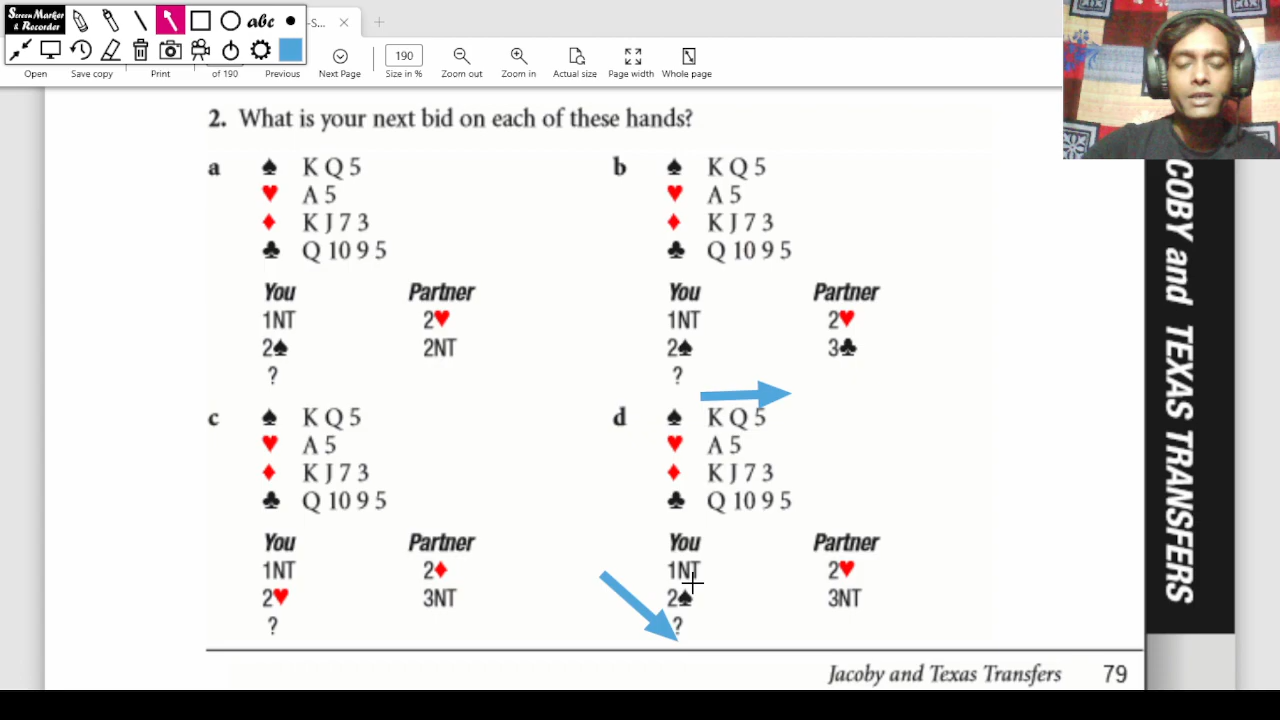 Screen Marker & Recorder
abc
-S...
Open
Save copy
Print
of 190
Previous
Next Page
190
Size in %
Zoom out
Zoom in
Actual size
Page width
Whole page
2. What is your next bid on each of these hands?
a ♠ K Q 5
♥ A 5
♦ K J 7 3
♣ Q 10 9 5
You Partner
1NT 2♥
2♠ 2NT
?
b ♠ K Q 5
♥ A 5
♦ K J 7 3
♣ Q 10 9 5
You Partner
1NT 2♥
2♠ 3♣
?
c ♠ K Q 5
♥ A 5
♦ K J 7 3
♣ Q 10 9 5
You Partner
1NT 2♦
2♥ 3NT
?
d ♠ K Q 5
♥ A 5
♦ K J 7 3
♣ Q 10 9 5
You Partner
1NT 2♥
2♠ 3NT
?
Jacoby and Texas Transfers 79
COBY and TEXAS TRANSFERS